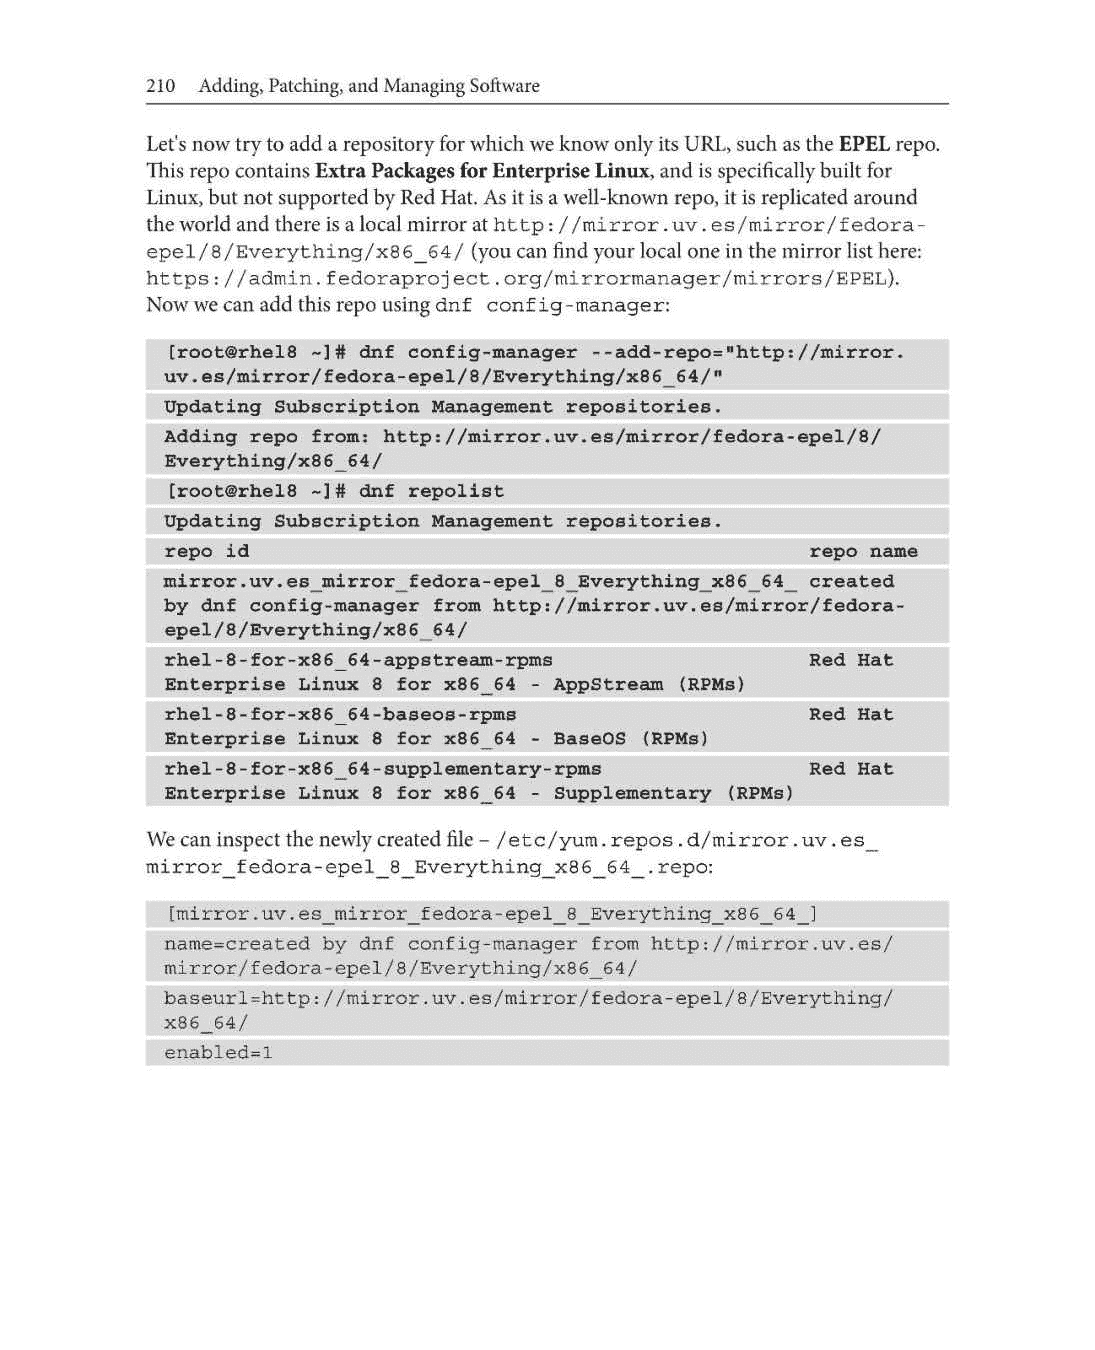 210 Adding, Patching, and Managing Software
Let's now try to add a repository for which we know only its URL, such as the EPEL repo.
This repo contains Extra Packages for Enterprise Linux, and is specifically built for
Linux, but not supported by Red Hat. As it is a well-known repo, it is replicated around
the world and there is a local mirror at http://mirror.uv.es/mirror/fedora-
epel/8/Everything/x86_64/ (you can find your local one in the mirror list here:
https://admin.fedoraproject.org/mirrormanager/mirrors/EPEL).
Now we can add this repo using dnf config-manager:
[root@rhel8 ~]# dnf config-manager --add-repo="http://mirror.
uv.es/mirror/fedora-epel/8/Everything/x86_64/"
Updating Subscription Management repositories.
Adding repo from: http://mirror.uv.es/mirror/fedora-epel/8/
Everything/x86_64/
[root@rhel8 ~]# dnf repolist
Updating Subscription Management repositories.
repo id repo name
mirror.uv.es_mirror_fedora-epel_8_Everything_x86_64_ created
by dnf config-manager from http://mirror.uv.es/mirror/fedora-
epel/8/Everything/x86_64/
rhel-8-for-x86_64-appstream-rpms Red Hat
Enterprise Linux 8 for x86_64 - AppStream (RPMs)
rhel-8-for-x86_64-baseos-rpms Red Hat
Enterprise Linux 8 for x86_64 - BaseOS (RPMs)
rhel-8-for-x86_64-supplementary-rpms Red Hat
Enterprise Linux 8 for x86_64 - Supplementary (RPMs)
We can inspect the newly created file – /etc/yum.repos.d/mirror.uv.es_
mirror_fedora-epel_8_Everything_x86_64_.repo:
[mirror.uv.es_mirror_fedora-epel_8_Everything_x86_64_]
name=created by dnf config-manager from http://mirror.uv.es/
mirror/fedora-epel/8/Everything/x86_64/
baseurl=http://mirror.uv.es/mirror/fedora-epel/8/Everything/
x86_64/
enabled=1